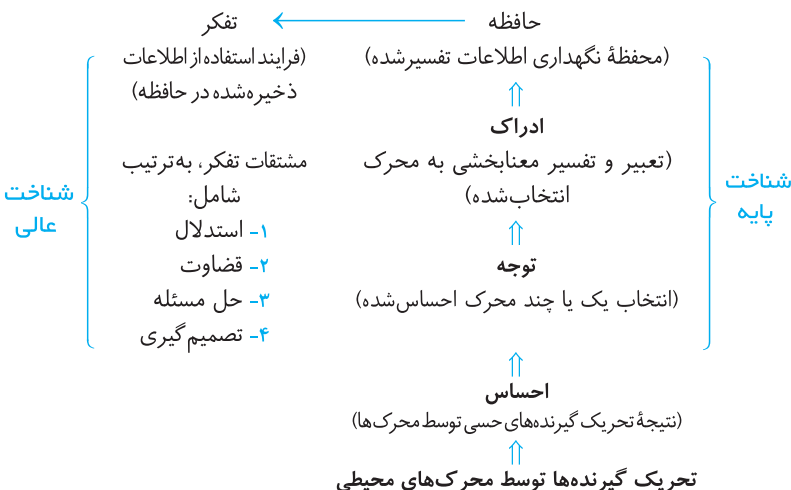 حافظه
(محفظهٔ نگهداری اطلاعات تفسیرشده)
ادراک
(تعبیر و تفسیر معنابخشی به محرک
انتخاب‌شده)
توجه
(انتخاب یک یا چند محرک احساس‌شده)
احساس
(نتیجهٔ تحریک گیرنده‌های حسی توسط محرک‌ها)
تحریک گیرنده‌ها توسط محرک‌های محیطی
شناخت
پایه
تفکر
(فرایند استفاده از اطلاعات
ذخیره‌شده در حافظه)
مشتقات تفکر، به‌ترتیب
شامل:
۱- استدلال
۲- قضاوت
۳- حل مسئله
۴- تصمیم‌گیری
شناخت
عالی